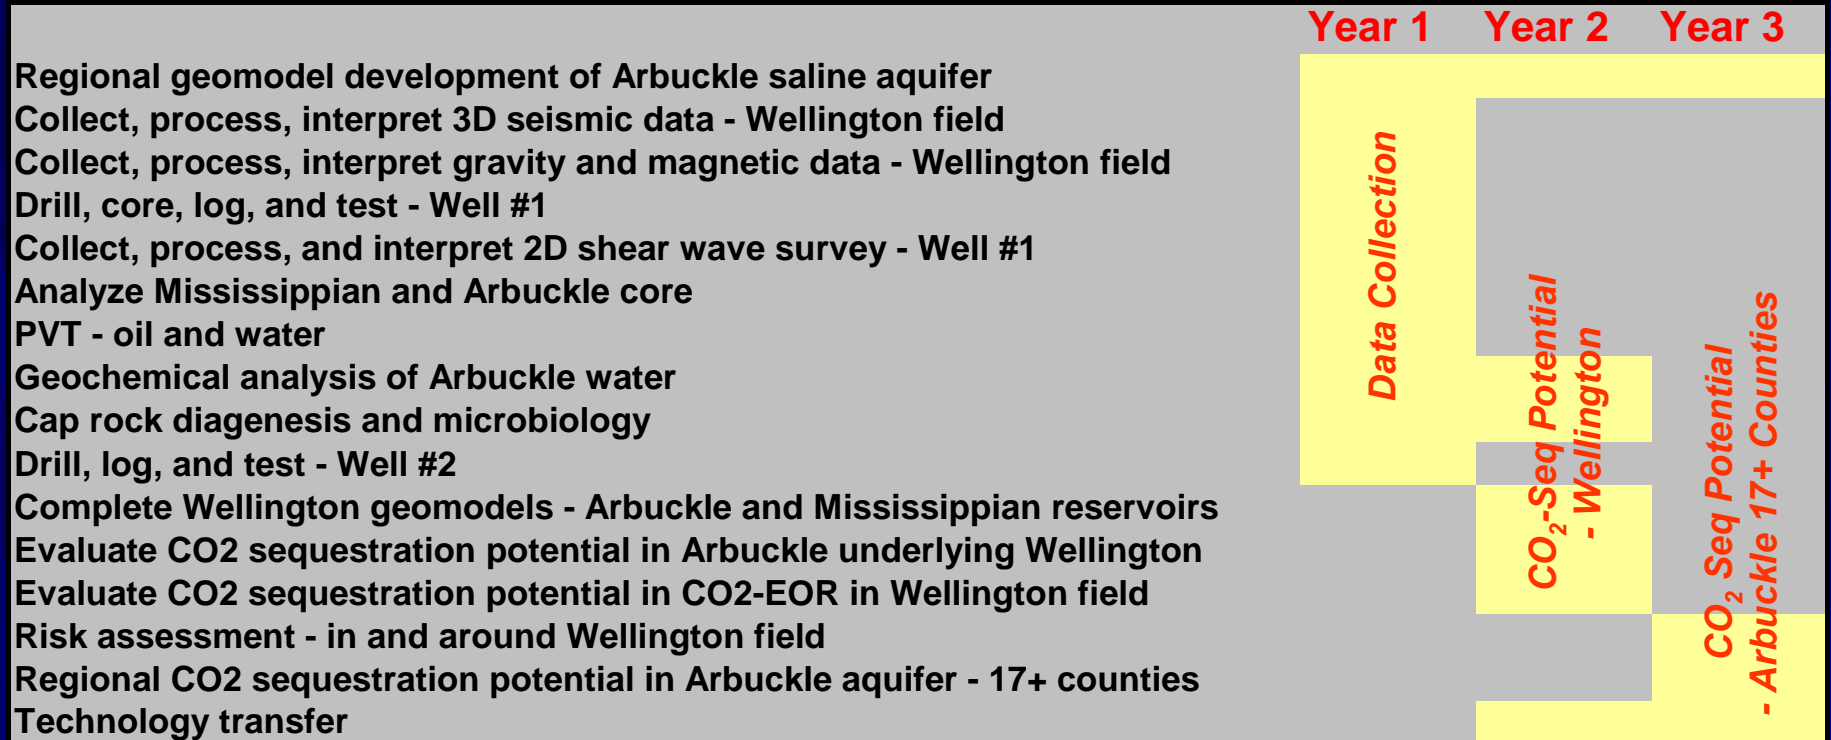 Year 1 Year 2 Year 3
Regional geomodel development of Arbuckle saline aquifer
Collect, process, interpret 3D seismic data - Wellington field
Collect, process, interpret gravity and magnetic data - Wellington field
Drill, core, log, and test - Well #1
Collect, process, and interpret 2D shear wave survey - Well #1
Analyze Mississippian and Arbuckle core
PVT - oil and water
Geochemical analysis of Arbuckle water
Cap rock diagenesis and microbiology
Drill, log, and test - Well #2
Complete Wellington geomodels - Arbuckle and Mississippian reservoirs
Evaluate CO2 sequestration potential in Arbuckle underlying Wellington
Evaluate CO2 sequestration potential in CO2-EOR in Wellington field
Risk assessment - in and around Wellington field
Regional CO2 sequestration potential in Arbuckle aquifer - 17+ counties
Technology transfer
Data Collection
CO₂-Seq Potential
- Wellington
CO₂ Seq Potential
- Arbuckle 17+ Counties